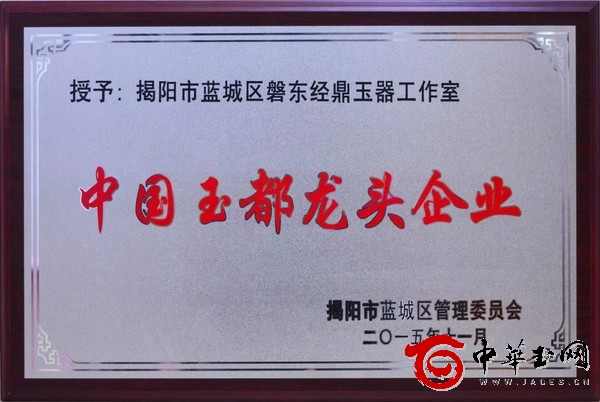 授予：揭阳市蓝城区磐东经鼎玉器工作室
中国玉都龙头企业
揭阳市蓝城区管理委员会
二〇一五年十一月
中華玉网
WWW.JADES.CN